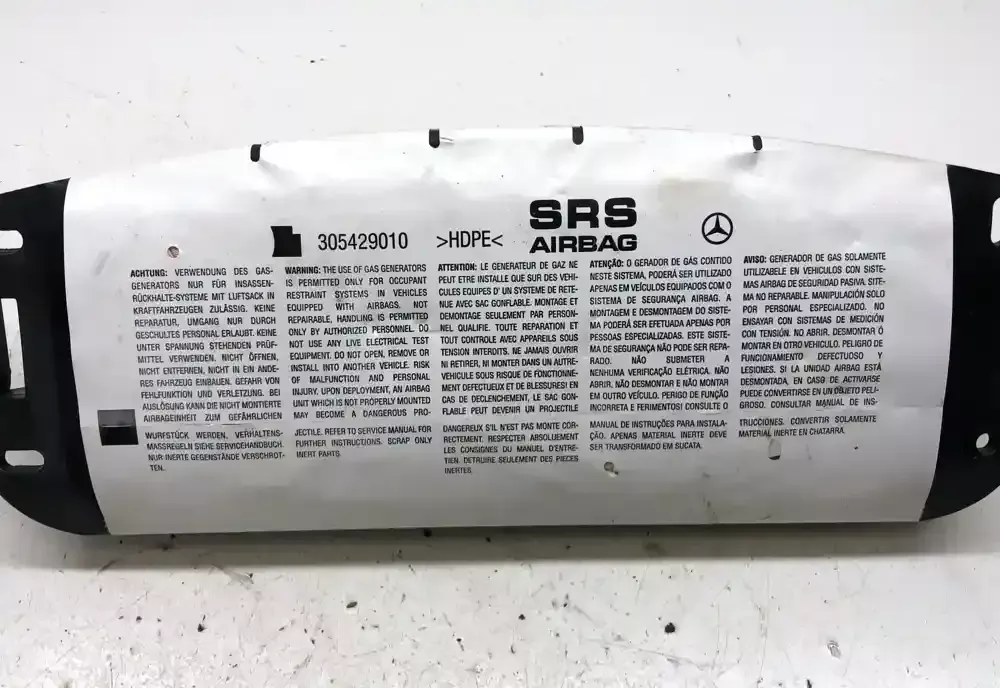 SRS
AIRBAG
305429010 >HDPE<
ACHTUNG: VERWENDUNG DES GAS-
GENERATORS NUR FÜR INSASSEN-
RÜCKHALTE-SYSTEME MIT LUFTSACK IN
KRAFTFAHRZEUGEN ZULÄSSIG. KEINE
REPARATUR, UMGANG NUR DURCH
GESCHULTES PERSONAL ERLAUBT. KEINE
UNTER SPANNUNG STEHENDEN PRÜF-
MITTEL VERWENDEN. NICHT ÖFFNEN,
NICHT ENTFERNEN, NICHT IN EIN ANDE-
RES FAHRZEUG EINBAUEN. GEFAHR VON
FEHLFUNKTION UND VERLETZUNG. BEI
AUSLÖSUNG KANN DIE NICHT MONTIERTE
AIRBAGEINHEIT ZUM GEFÄHRLICHEN
WURFSTÜCK WERDEN. VERHALTENS-
MASSREGELN SIEHE SERVICEHANDBUCH.
NUR INERTE GEGENSTÄNDE VERSCHROT-
TEN.
WARNING: THE USE OF GAS GENERATORS
IS PERMITTED ONLY FOR OCCUPANT
RESTRAINT SYSTEMS IN VEHICLES
EQUIPPED WITH AIRBAGS. NOT
REPAIRABLE, HANDLING IS PERMITTED
ONLY BY AUTHORIZED PERSONNEL. DO
NOT USE ANY LIVE ELECTRICAL TEST
EQUIPMENT. DO NOT OPEN, REMOVE OR
INSTALL INTO ANOTHER VEHICLE. RISK
OF MALFUNCTION AND PERSONAL
INJURY. UPON DEPLOYMENT, AN AIRBAG
UNIT WHICH IS NOT PROPERLY MOUNTED
MAY BECOME A DANGEROUS PRO-
JECTILE. REFER TO SERVICE MANUAL FOR
FURTHER INSTRUCTIONS. SCRAP ONLY
INERT PARTS
ATTENTION: LE GENERATEUR DE GAZ NE
PEUT ETRE INSTALLE QUE SUR DES VEHI-
CULES EQUIPES D' UN SYSTEME DE RETE-
NUE AVEC SAC GONFLABLE. MONTAGE ET
DEMONTAGE SEULEMENT PAR PERSON-
NEL QUALIFIE. TOUTE REPARATION ET
TOUT CONTROLE AVEC APPAREILS SOUS
TENSION INTERDITS. NE JAMAIS OUVRIR
NI RETIRER, NI MONTER DANS UN AUTRE-
VEHICULE SOUS RISQUE DE FONCTIONNE-
MENT DEFECTUEUX ET DE BLESSURES! EN
CAS DE DECLENCHEMENT, LE SAC GON-
FLABLE PEUT DEVENIR UN PROJECTILE
DANGEREUX S'IL N'EST PAS MONTE COR-
RECTEMENT. RESPECTER ABSOLUEMENT
LES CONSIGNES DU MANUEL D'ENTRE-
TIEN. DETRUIRE SEULEMENT DES PIECES
INERTES.
ATENÇÃO: O GERADOR DE GÁS CONTIDO
NESTE SISTEMA, PODERÁ SER UTILIZADO
APENAS EM VEÍCULOS EQUIPADOS COM O
SISTEMA DE SEGURANÇA AIRBAG. A
MONTAGEM E DESMONTAGEM DO SISTE-
MA PODERÁ SER EFETUADA APENAS POR
PESSOAS ESPECIALIZADAS. ESTE SISTE-
MA DE SEGURANÇA NÃO PODE SER REPA-
RADO. NÃO SUBMETER A
NENHUMA VERIFICAÇÃO ELÉTRICA. NÃO
ABRIR. NÃO DESMONTAR E NÃO MONTAR
EM OUTRO VEÍCULO. PERIGO DE FUNÇÃO
INCORRETA E FERIMENTOS! CONSULTE O
MANUAL DE INSTRUÇÕES PARA INSTALA-
ÇÃO. APENAS MATERIAL INERTE DEVE
SER TRANSFORMADO EM SUCATA.
AVISO: GENERADOR DE GAS SOLAMENTE
UTILIZABELE EN VEHICULOS CON SISTE-
MAS AIRBAG DE SEGURIDAD PASIVA. SITE-
MA NO REPARABLE. MANIPULACIÓN SOLO
POR PERSONAL ESPECIALIZADO. NO
ENSAYAR CON SISTEMAS DE MEDICIÓN
CON TENSIÓN. NO ABRIR, DESMONTAR Ó
MONTAR EN OTRO VEHICULO. PELIGRO DE
FUNCIONAMIENTO DEFECTUOSO Y
LESIONES. SI LA UNIDAD AIRBAG ESTÁ
DESMONTADA, EN CASO DE ACTIVARSE
PUEDE CONVERTIRSE EN UN OBJETO PELI-
GROSO. CONSULTAR MANUAL DE INS-
TRUCCIONES. CONVERTIR SOLAMENTE
MATERIAL INERTE EN CHATARRA.